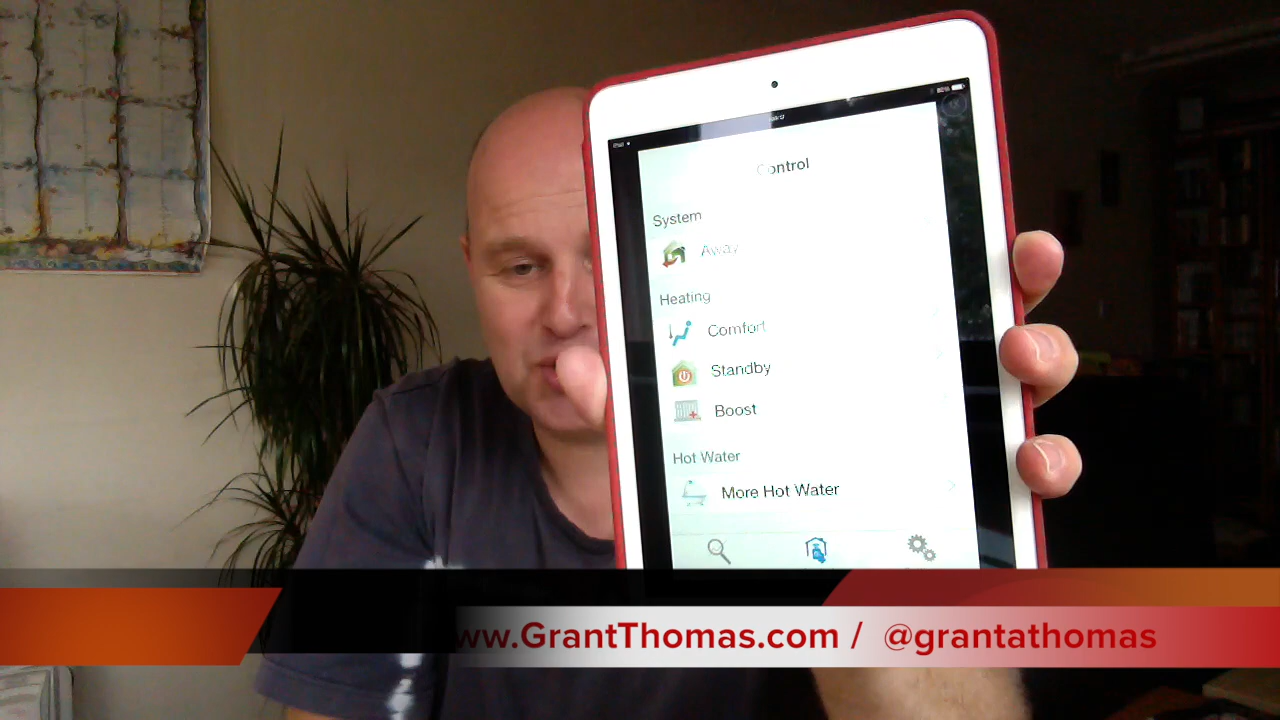 Control
System
Away
Heating
Comfort
Standby
Boost
Hot Water
More Hot Water
ww.GrantThomas.com / @grantathomas